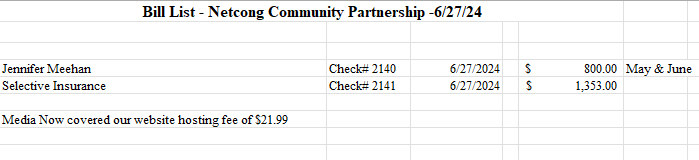 Bill List - Netcong Community Partnership -6/27/24
Jennifer Meehan Check# 2140 6/27/2024 $ 800.00 May & June
Selective Insurance Check# 2141 6/27/2024 $ 1,353.00
Media Now covered our website hosting fee of $21.99